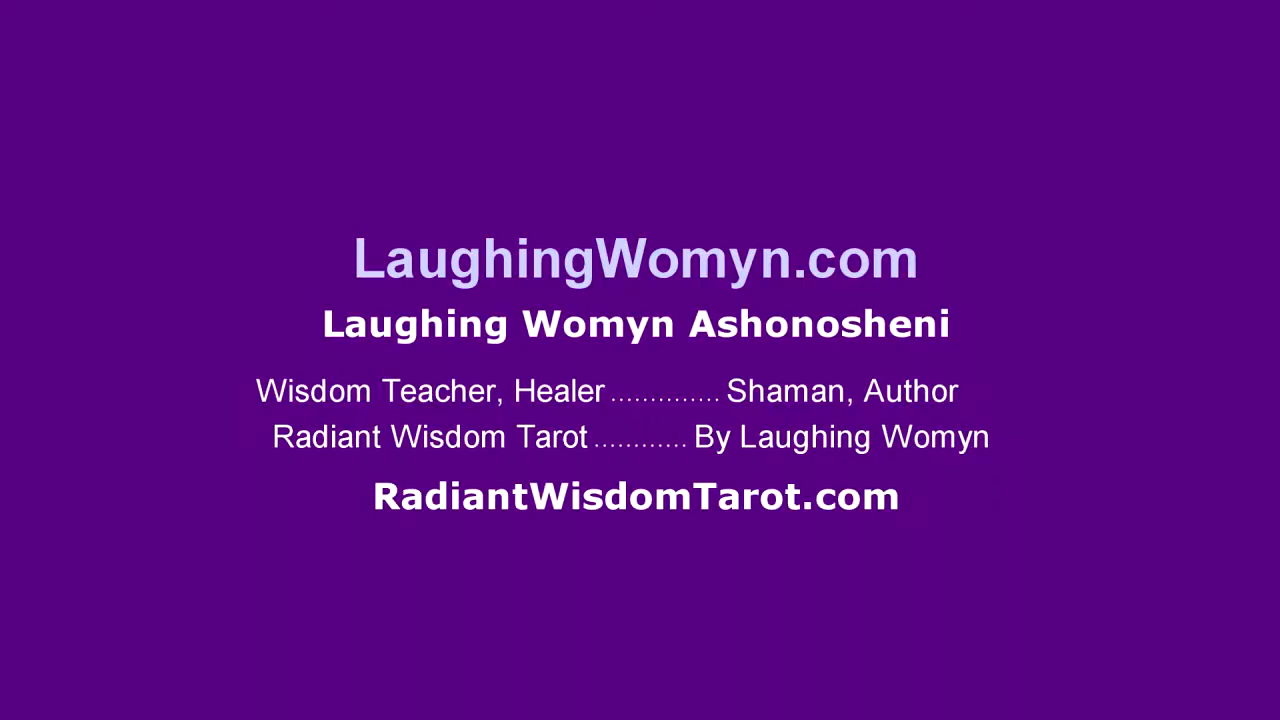 LaughingWomyn.com
Laughing Womyn Ashonosheni
Wisdom Teacher, Healer .............. Shaman, Author
Radiant Wisdom Tarot ............ By Laughing Womyn
RadiantWisdomTarot.com